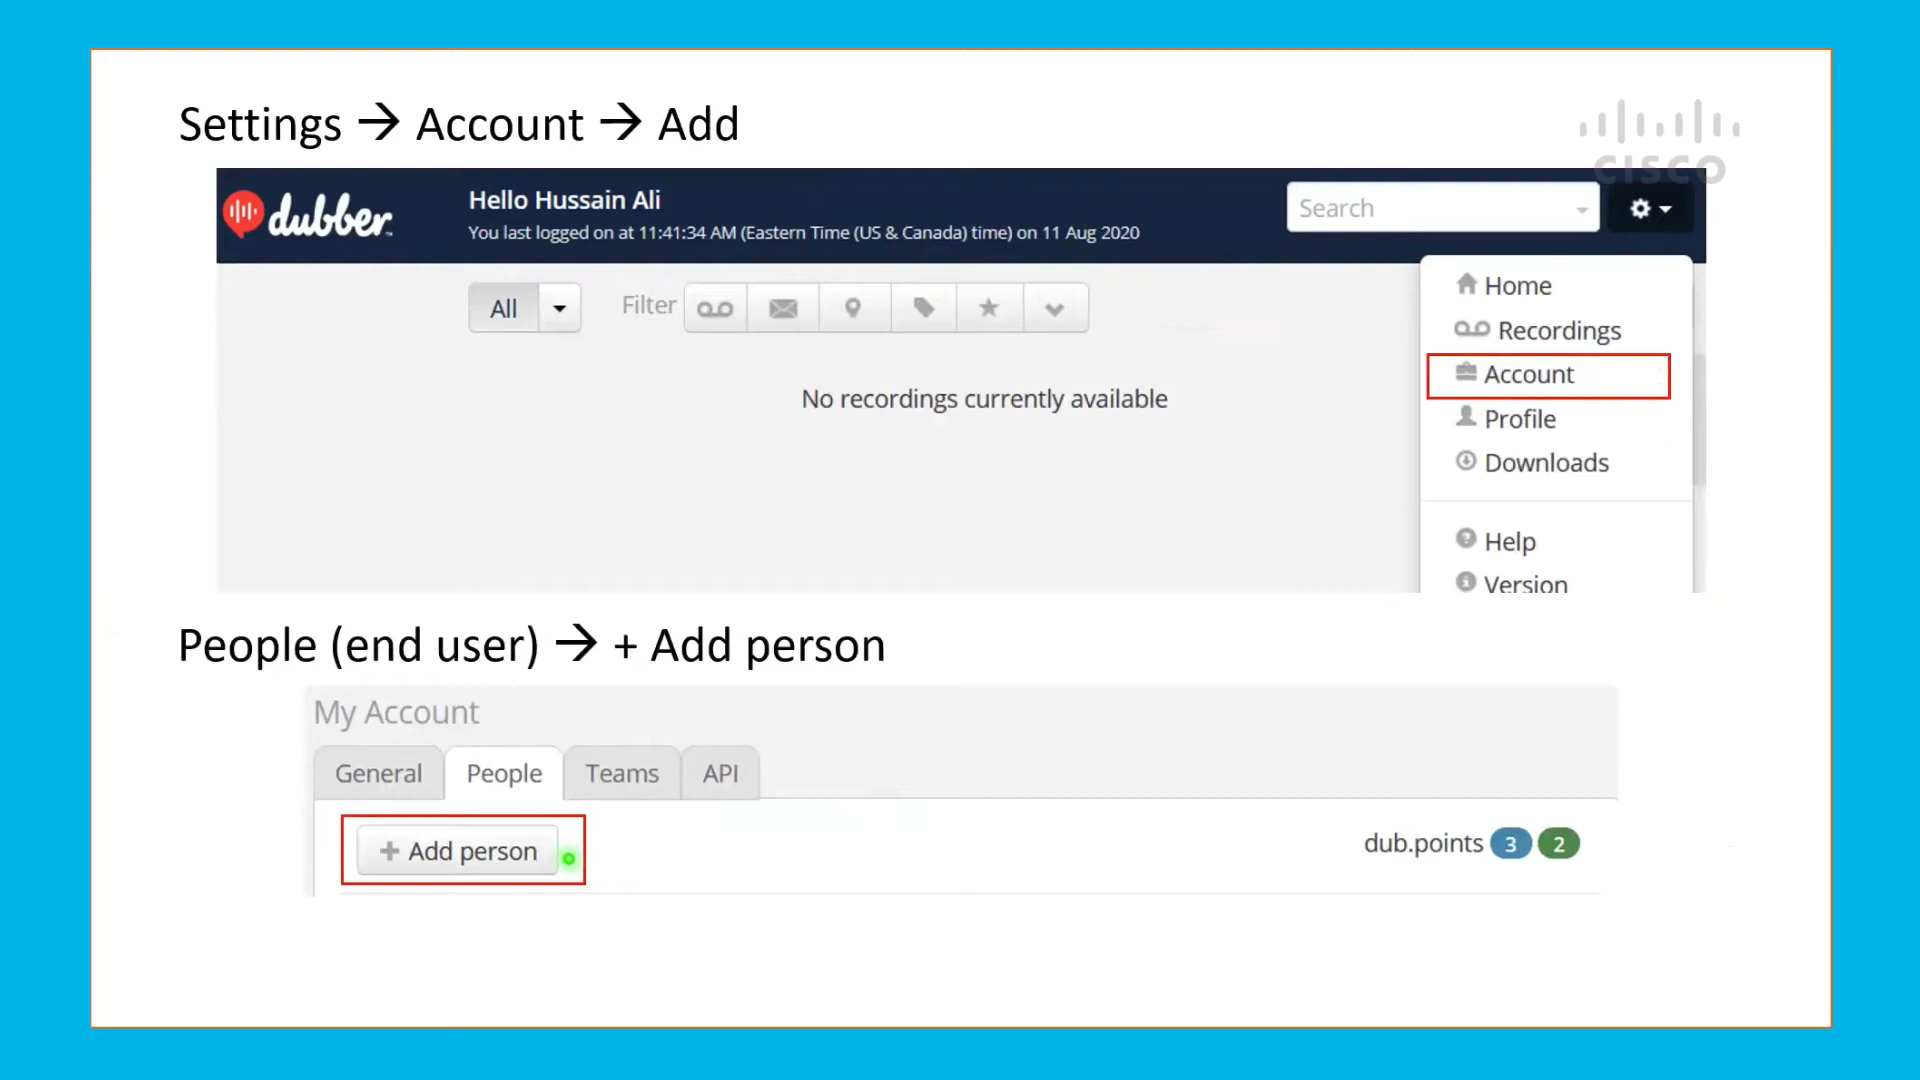 Settings → Account → Add
CISCO
dubber
Hello Hussain Ali
You last logged on at 11:41:34 AM (Eastern Time (US & Canada) time) on 11 Aug 2020
Search
All
Filter
Home
Recordings
Account
Profile
Downloads
Help
Version
No recordings currently available
People (end user) → + Add person
My Account
General People Teams API
+ Add person
dub.points 3 2